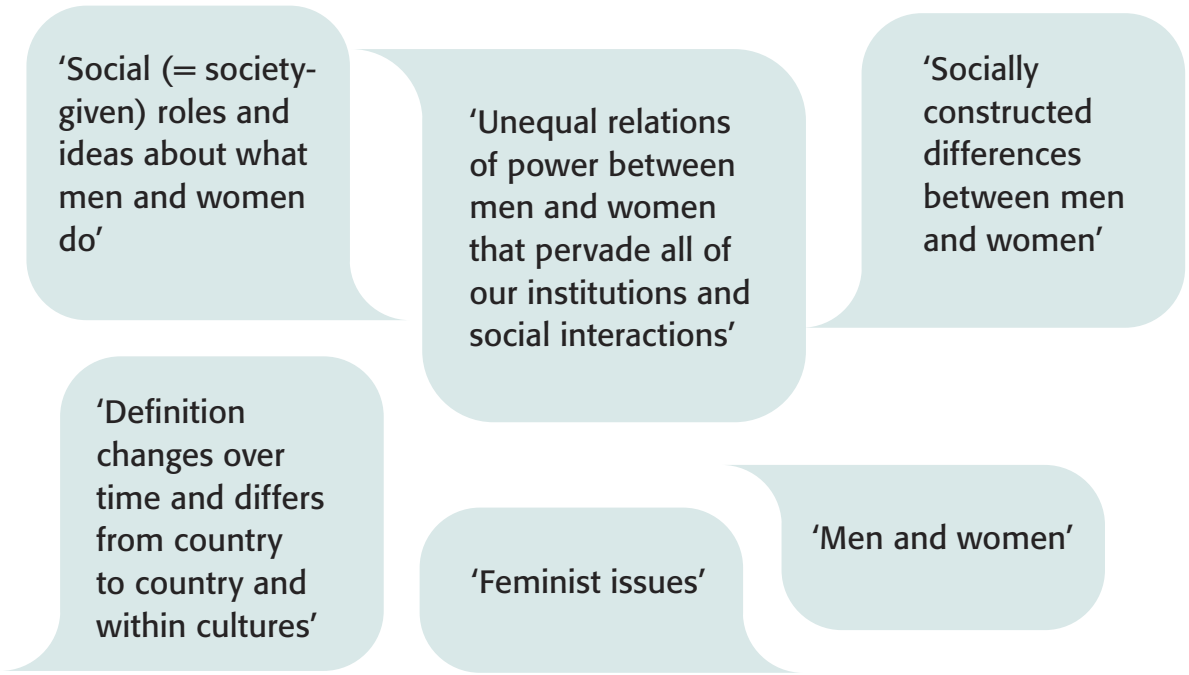 ‘Social (= society-
given) roles and
ideas about what
men and women
do’
‘Unequal relations
of power between
men and women
that pervade all of
our institutions and
social interactions’
‘Socially
constructed
differences
between men
and women’
‘Definition
changes over
time and differs
from country
to country and
within cultures’
‘Feminist issues’
‘Men and women’